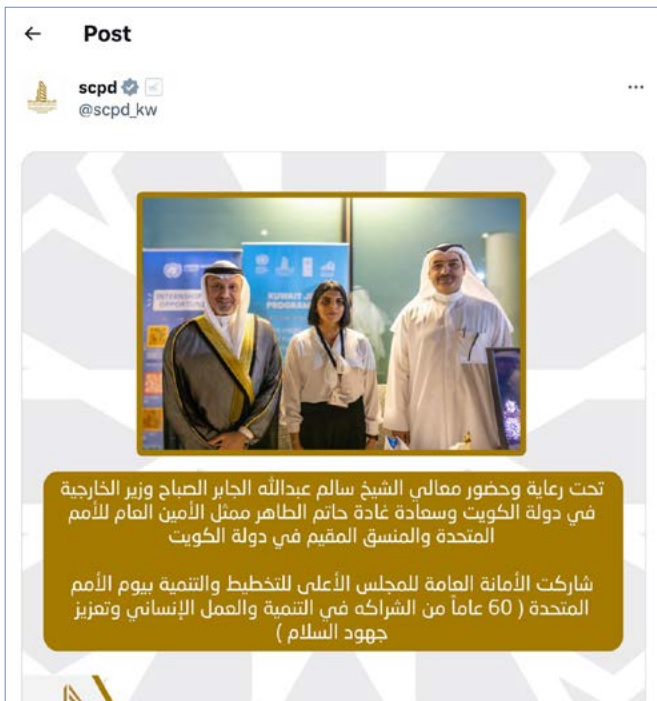 Post
scpd
@scpd_kw
INTERNSHIP
KUWAIT
تحت رعاية وحضور معالي الشيخ سالم عبدالله الجابر الصباح وزير الخارجية
في دولة الكويت وسعادة غادة حاتم الطاهر ممثل الأمين العام للأمم
المتحدة والمنسق المقيم في دولة الكويت
شاركت الأمانة العامة للمجلس الأعلى للتخطيط والتنمية بيوم الأمم
المتحدة ( 60 عاماً من الشراكه في التنمية والعمل الإنساني وتعزيز
جهود السلام )